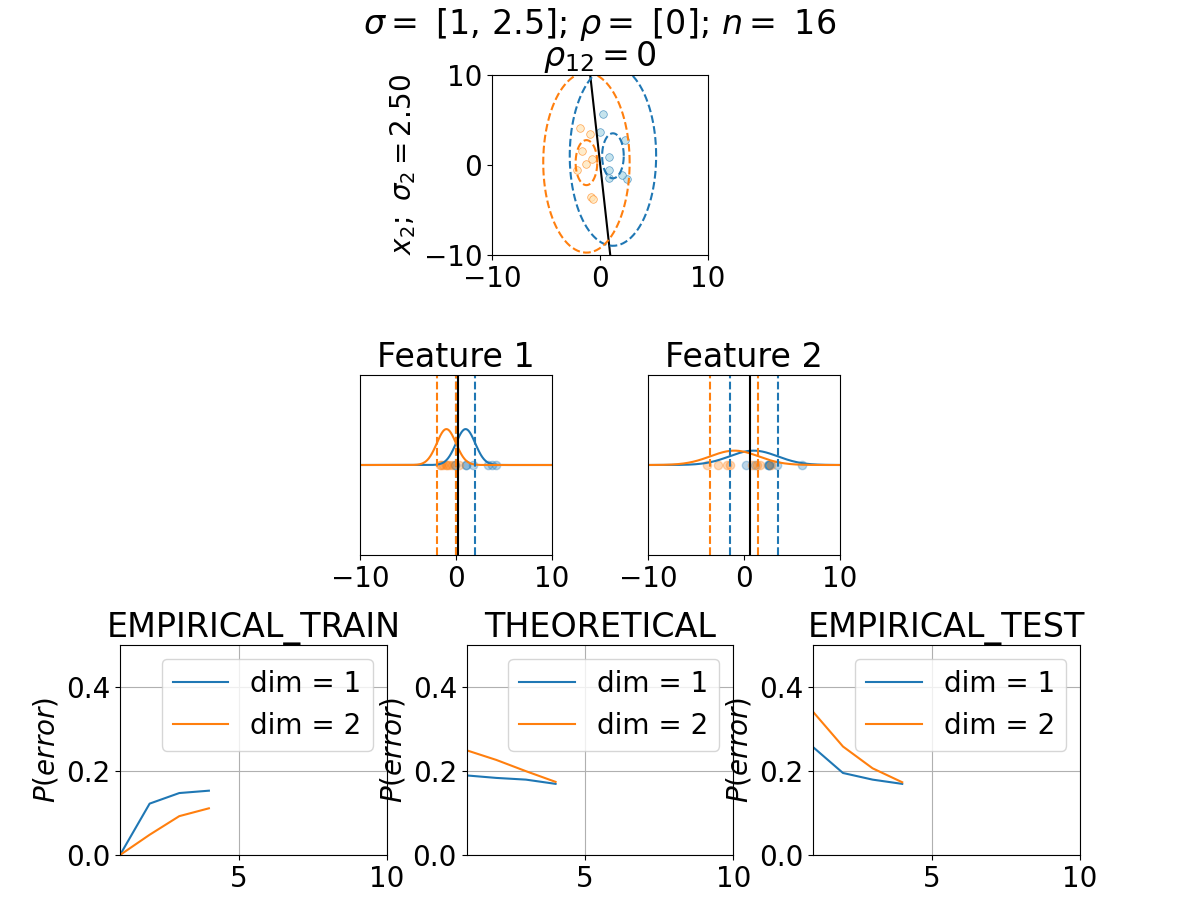 σ = [1, 2.5]; ρ = [0]; n = 16
ρ₁₂ = 0
x₂; σ₂ = 2.50
10
0
−10
−10 0 10
Feature 1 Feature 2
−10 0 10 −10 0 10
EMPIRICAL_TRAIN THEORETICAL EMPIRICAL_TEST
P(error) P(error) P(error)
0.4 0.4 0.4
dim = 1 dim = 1 dim = 1
dim = 2 dim = 2 dim = 2
0.2 0.2 0.2
0.0 0.0 0.0
5 10 5 10 5 10